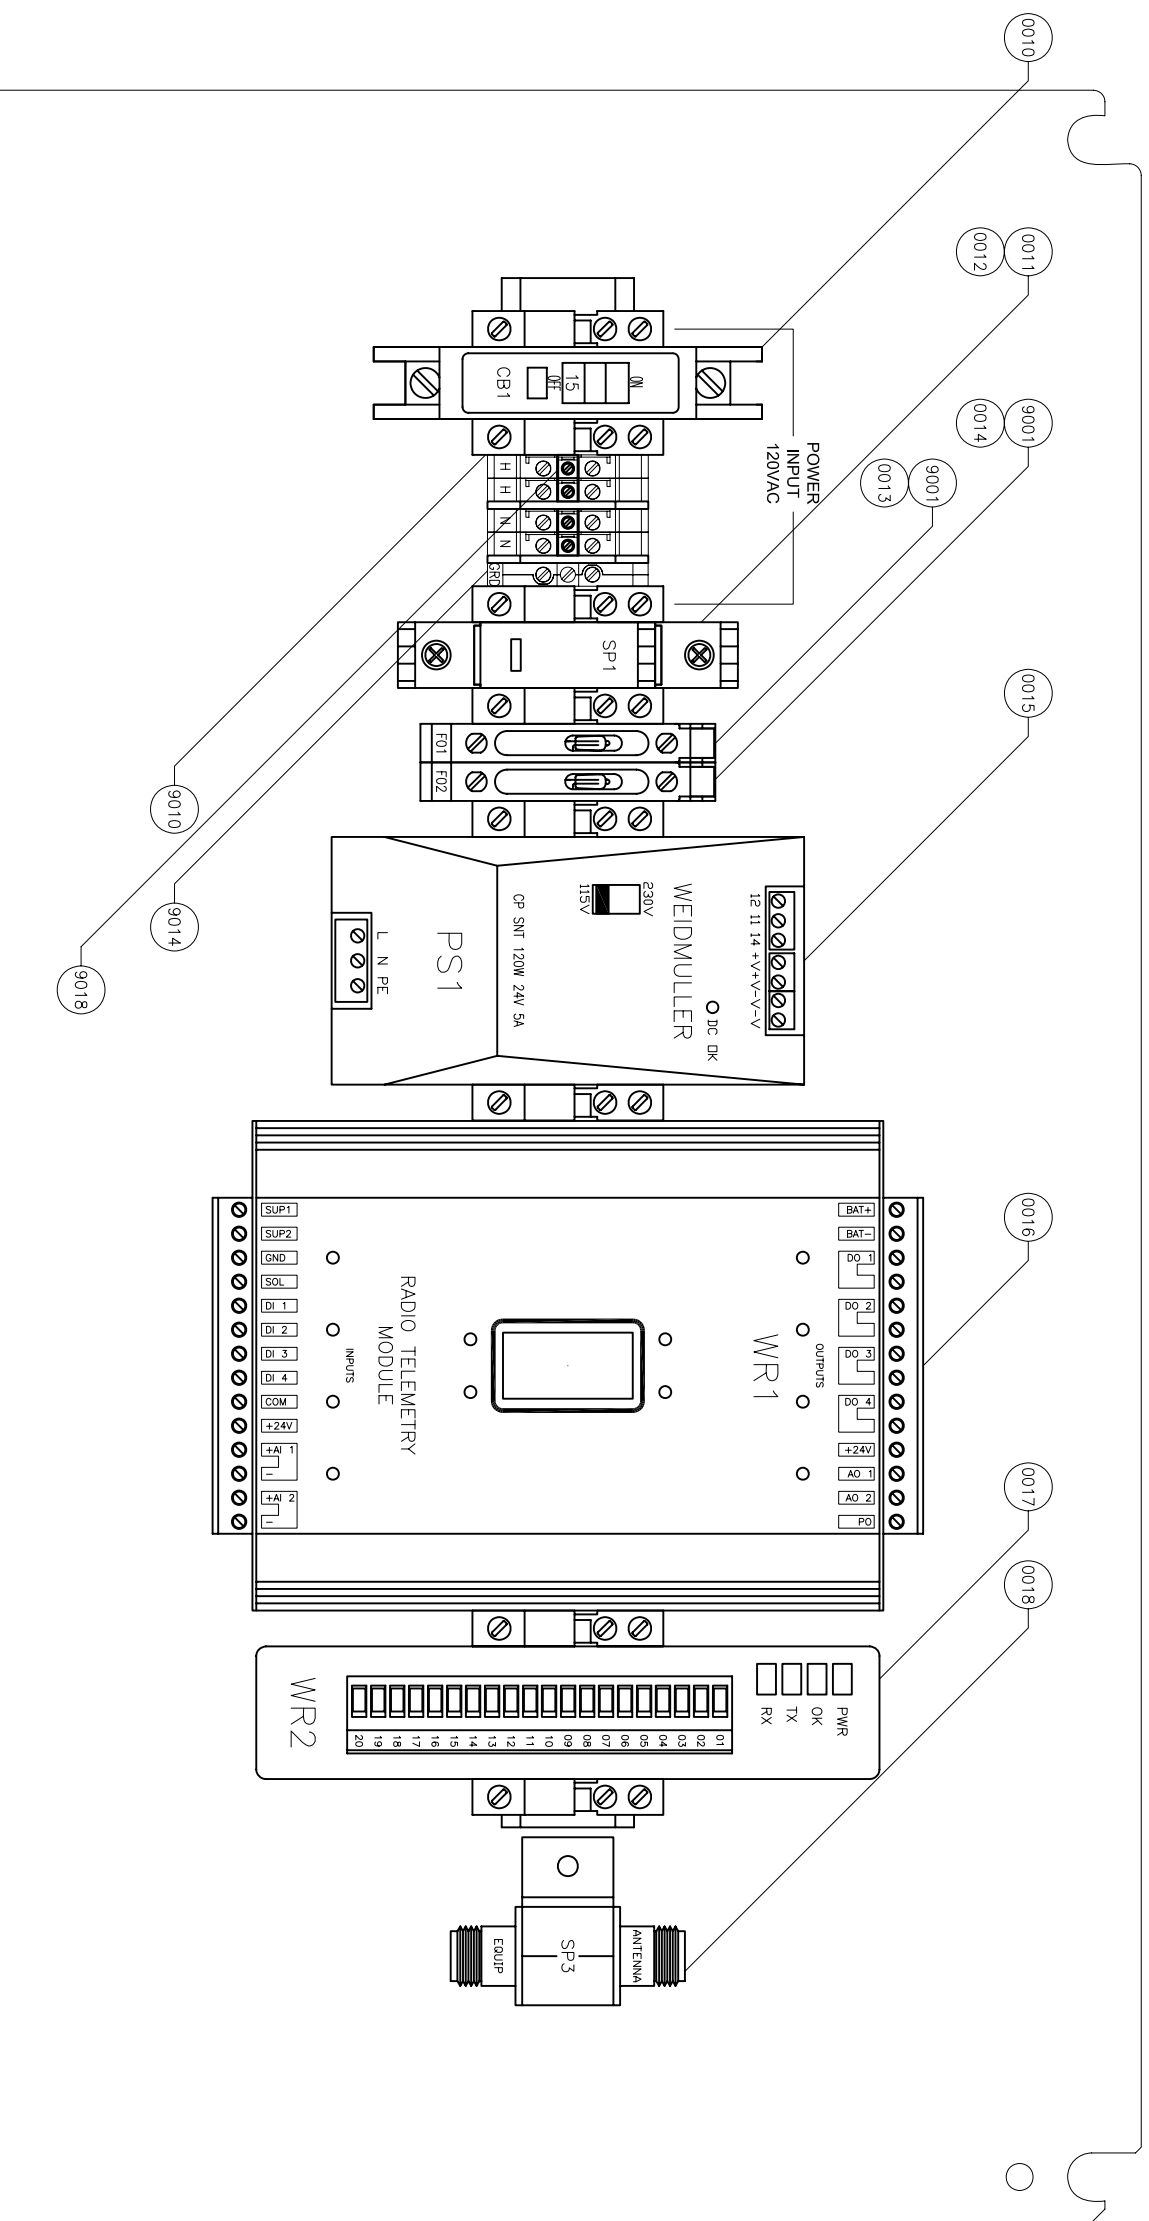 0010
0011
0012
9001
0014
9001
0013
0015
0016
0017
0018
POWER
INPUT
120VAC
CB1
OFF
15
ON
H
H
N
N
GRD
SP1
F01
F02
9010
9014
9018
WEIDMULLER
230V
115V
12 11 14 +V+V-V-V
DC OK
CP SNT 120W 24V 5A
PS1
L N PE
BAT+
BAT-
DO 1
DO 2
DO 3
DO 4
+24V
AO 1
AO 2
PO
OUTPUTS
WR1
RADIO TELEMETRY
MODULE
INPUTS
SUP1
SUP2
GND
SOL
DI 1
DI 2
DI 3
DI 4
COM
+24V
+AI 1
-
+AI 2
-
PWR
OK
TX
RX
WR2
20
19
18
17
16
15
14
13
12
11
10
09
08
07
06
05
04
03
02
01
ANTENNA
SP3
EQUIP